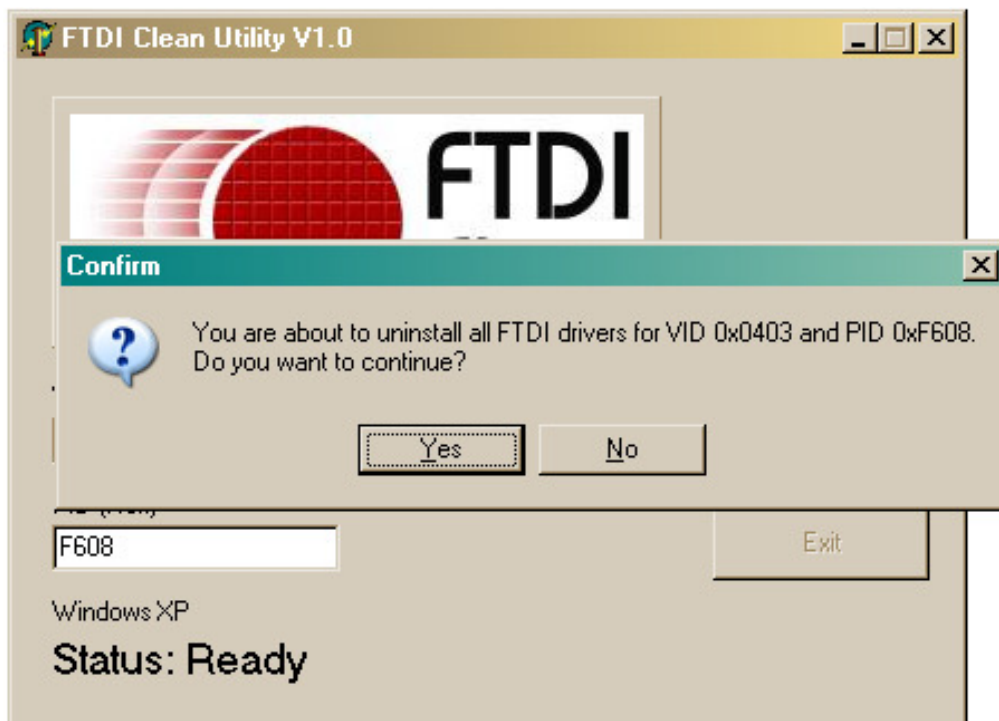 FTDI Clean Utility V1.0
FTDI
Confirm
You are about to uninstall all FTDI drivers for VID 0x0403 and PID 0xF608.
Do you want to continue?
Yes
No
F608
Exit
Windows XP
Status: Ready